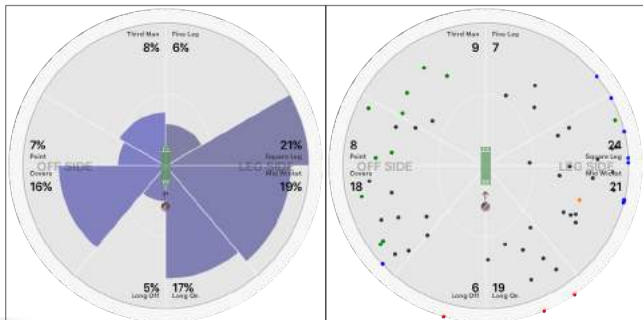 Third Man Fine Leg
8% 6%
7%
Point
OFF SIDE
Covers
16%
21%
Square Leg
LEG SIDE
Mid Wicket
19%
5% 17%
Long Off Long On
Third Man Fine Leg
9 7
8
Point
OFF SIDE
Covers
18
24
Square Leg
LEG SIDE
Mid Wicket
21
6 19
Long Off Long On